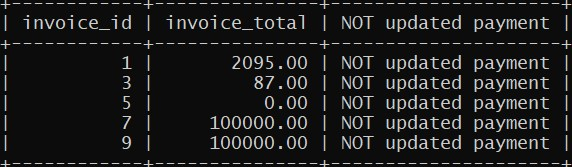 +------------+---------------+---------------------+
| invoice_id | invoice_total | NOT updated payment |
+------------+---------------+---------------------+
|          1 |       2095.00 | NOT updated payment |
|          3 |         87.00 | NOT updated payment |
|          5 |          0.00 | NOT updated payment |
|          7 |     100000.00 | NOT updated payment |
|          9 |     100000.00 | NOT updated payment |
+------------+---------------+---------------------+